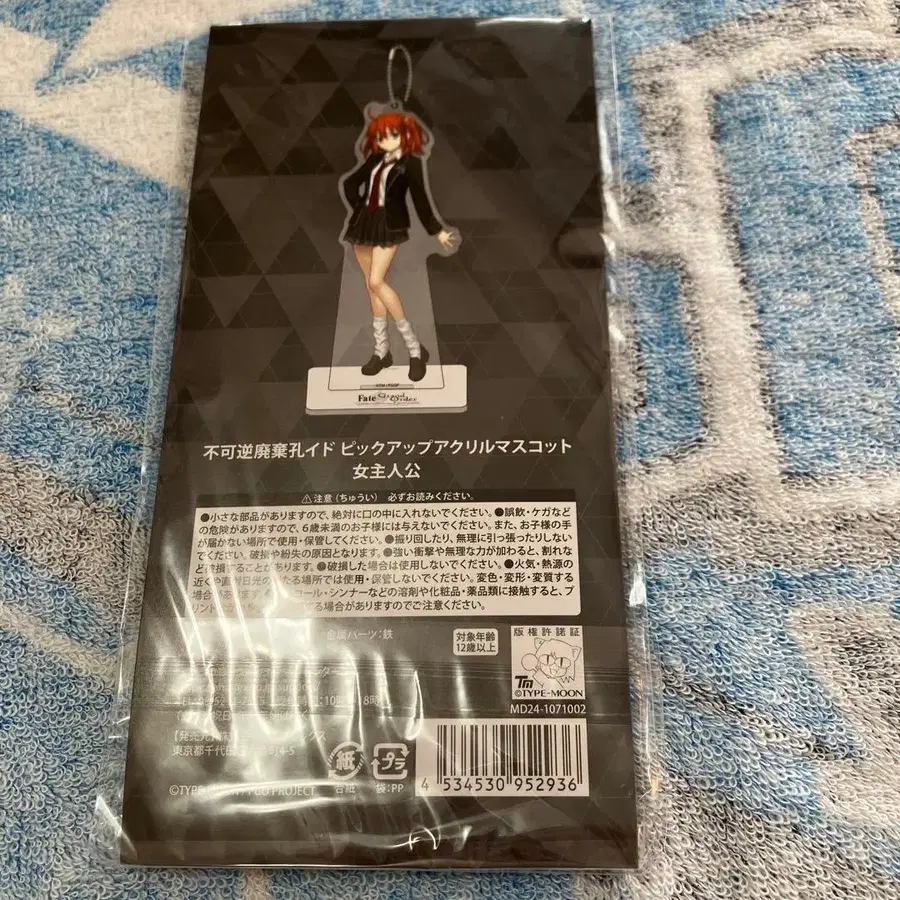 Fate Grand Order
不可逆廃棄孔イド ピックアップアクリルマスコット
女主人公
注意（ちゅうい） 必ずお読みください。
●小さな部品がありますので、絶対に口の中に入れないでください。●誤飲・ケガなど
の危険がありますので、6歳未満のお子様には与えないでください。また、お子様の手
が届かない場所で使用・保管してください。●振り回したり、無理に引っ張ったりしない
でください。破損や紛失の原因となります。●強い衝撃や無理な力が加わると、割れな
ど破損することがあります。●破損した場合は使用しないでください。●火気・熱源の
近くや直射日光の当たる場所では使用・保管しないでください。変色・変形・変質する
場合が コール・シンナーなどの溶剤や化粧品・薬品類に接触すると、プ
リント する場合がありますのでご注意ください。
金属パーツ：鉄
対象年齢
12歳以上
版権許諾証
TM
©TYPE-MOON
MD24-1071002
【発売元】
東京都千代田 4-5
紙
台紙
プラ
袋：PP
4 534530 952936
©TYPE-MOON / FGO PROJECT